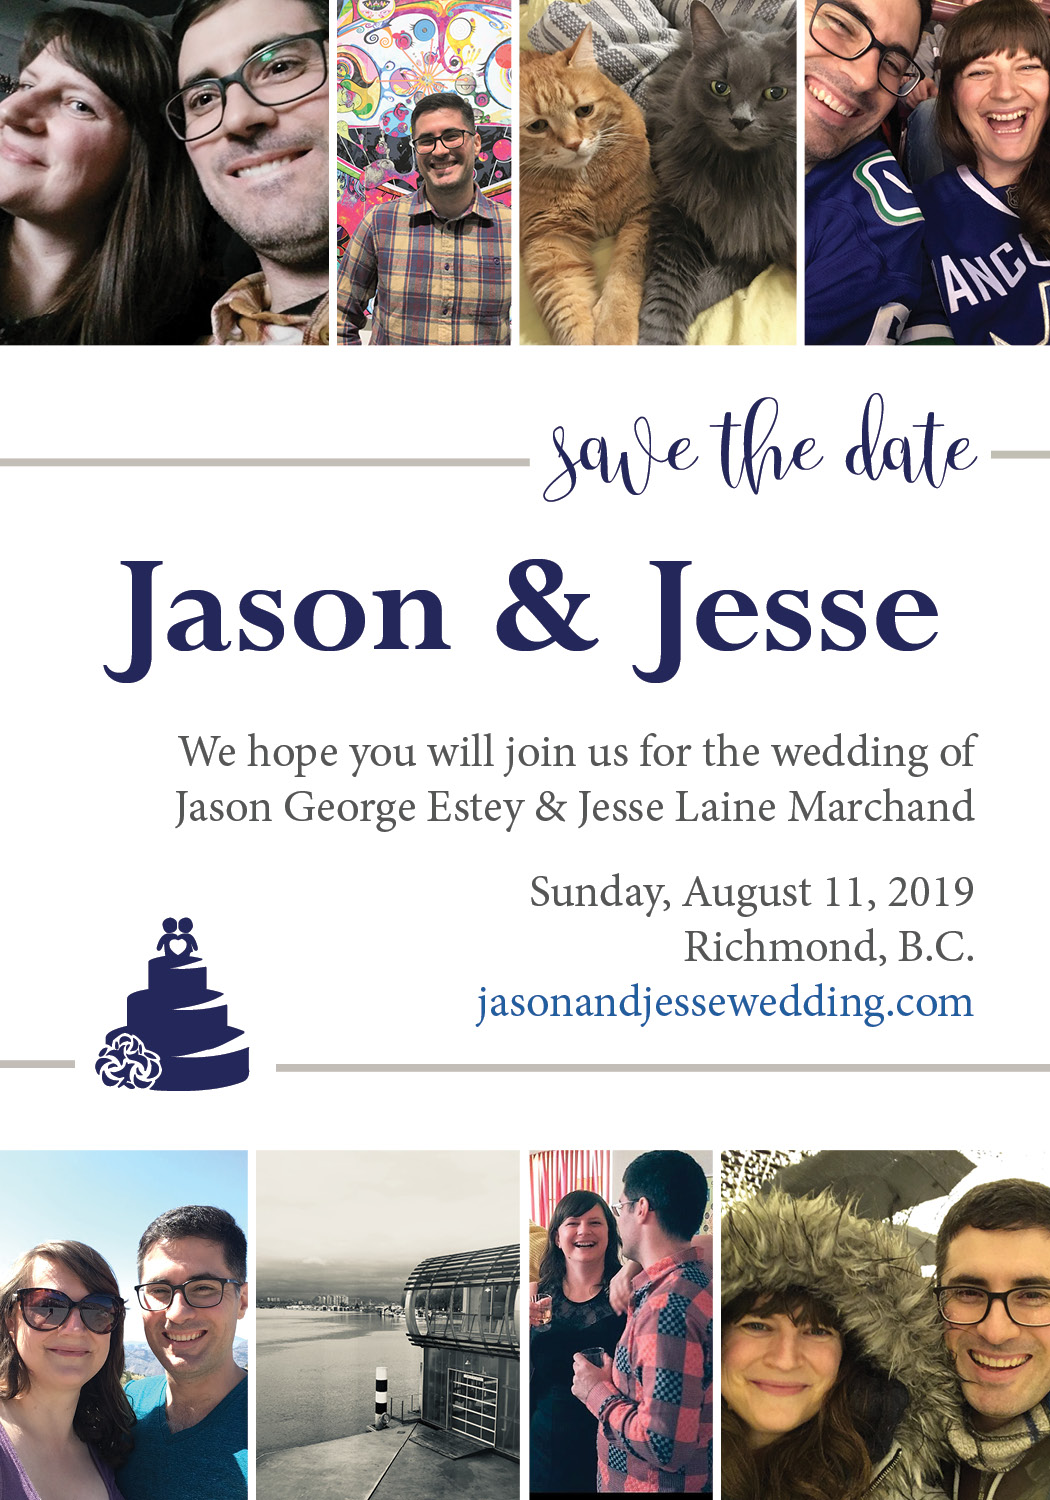 ANGO
save the date
Jason & Jesse
We hope you will join us for the wedding of
Jason George Estey & Jesse Laine Marchand
Sunday, August 11, 2019
Richmond, B.C.
jasonandjessewedding.com